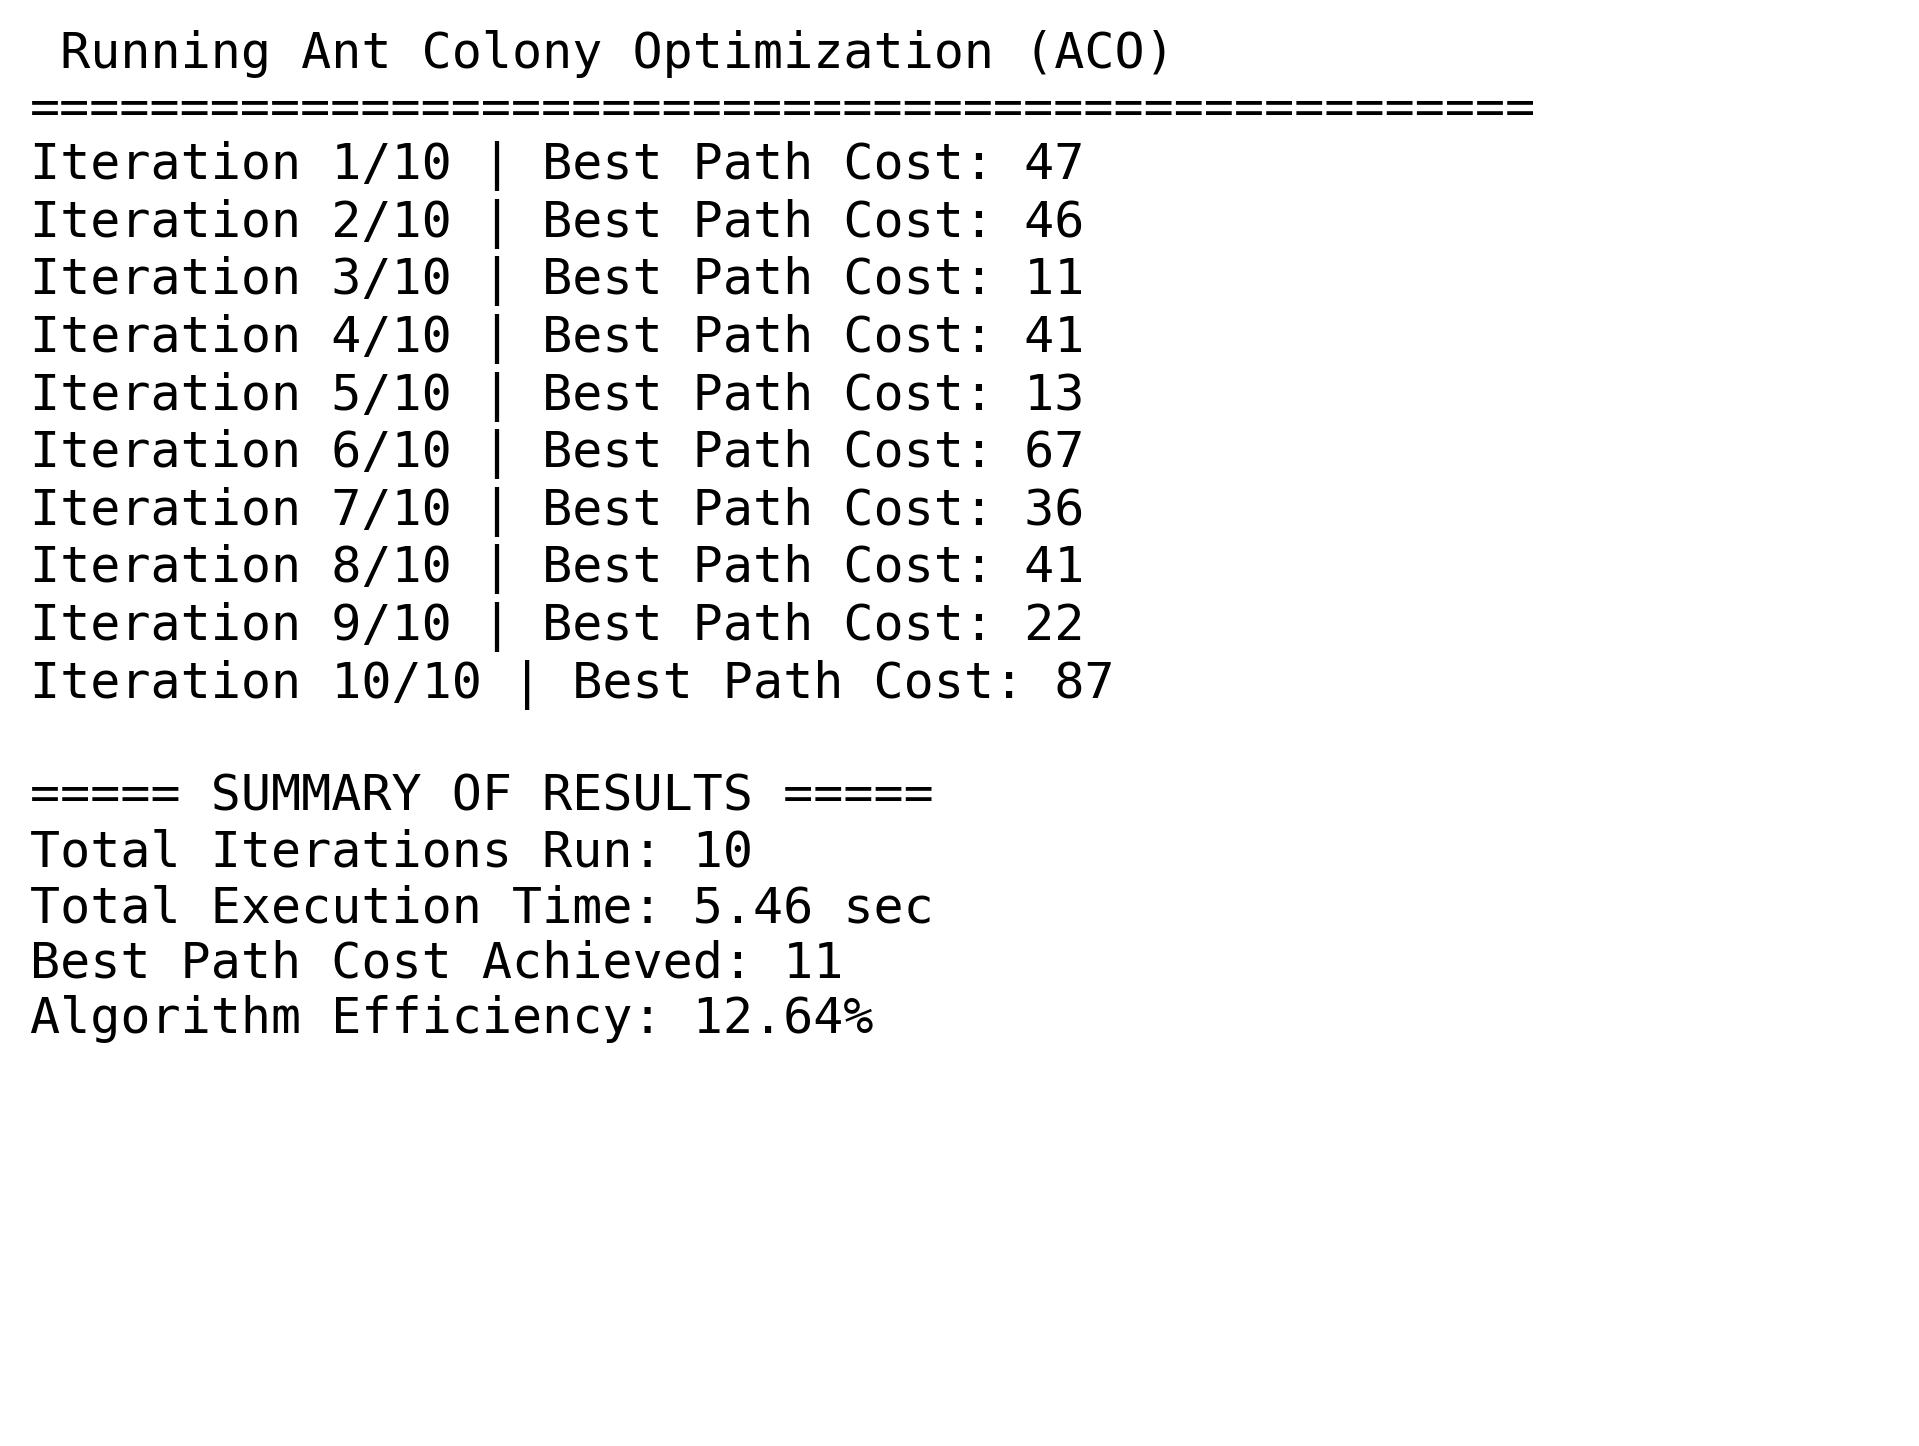 Running Ant Colony Optimization (ACO)
==================================================
Iteration 1/10 | Best Path Cost: 47
Iteration 2/10 | Best Path Cost: 46
Iteration 3/10 | Best Path Cost: 11
Iteration 4/10 | Best Path Cost: 41
Iteration 5/10 | Best Path Cost: 13
Iteration 6/10 | Best Path Cost: 67
Iteration 7/10 | Best Path Cost: 36
Iteration 8/10 | Best Path Cost: 41
Iteration 9/10 | Best Path Cost: 22
Iteration 10/10 | Best Path Cost: 87
===== SUMMARY OF RESULTS =====
Total Iterations Run: 10
Total Execution Time: 5.46 sec
Best Path Cost Achieved: 11
Algorithm Efficiency: 12.64%